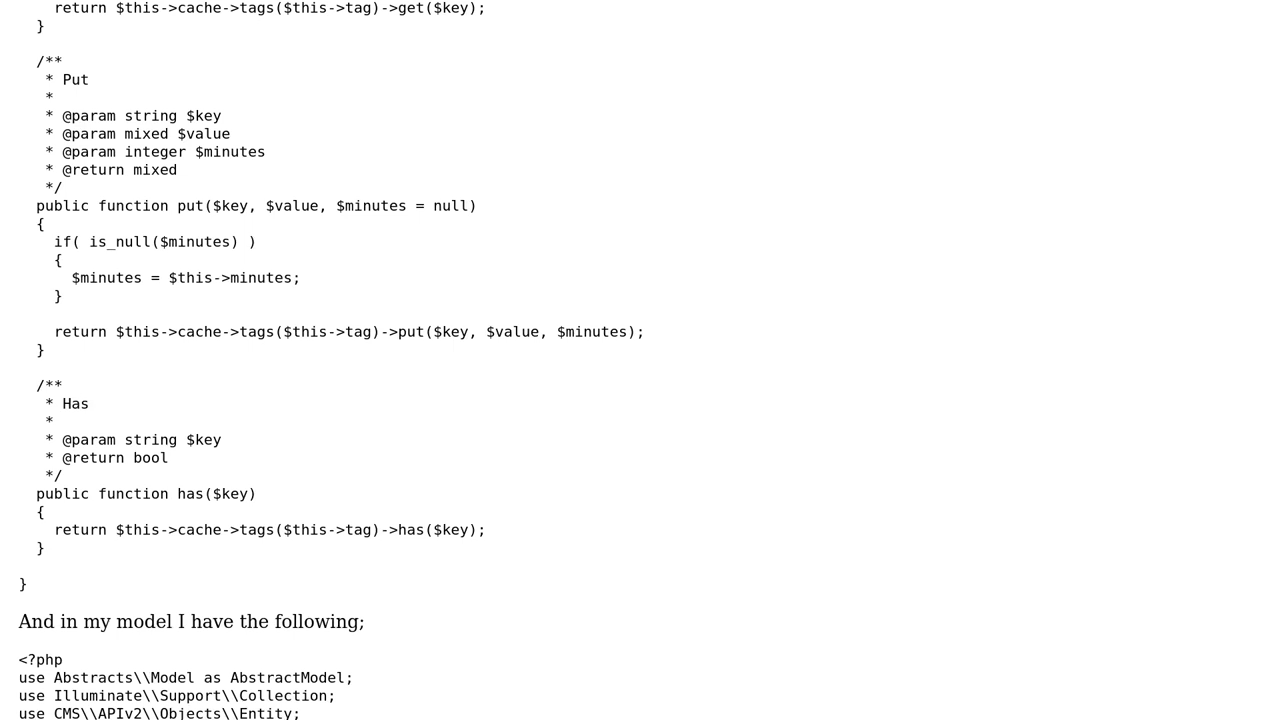 return $this->cache->tags($this->tag)->get($key);
  }

  /**
   * Put
   *
   * @param string $key
   * @param mixed $value
   * @param integer $minutes
   * @return mixed
   */
  public function put($key, $value, $minutes = null)
  {
    if( is_null($minutes) )
    {
      $minutes = $this->minutes;
    }

    return $this->cache->tags($this->tag)->put($key, $value, $minutes);
  }

  /**
   * Has
   *
   * @param string $key
   * @return bool
   */
  public function has($key)
  {
    return $this->cache->tags($this->tag)->has($key);
  }

}
And in my model I have the following;
<?php
use Abstracts\\Model as AbstractModel;
use Illuminate\\Support\\Collection;
use CMS\\APIv2\\Objects\\Entity;